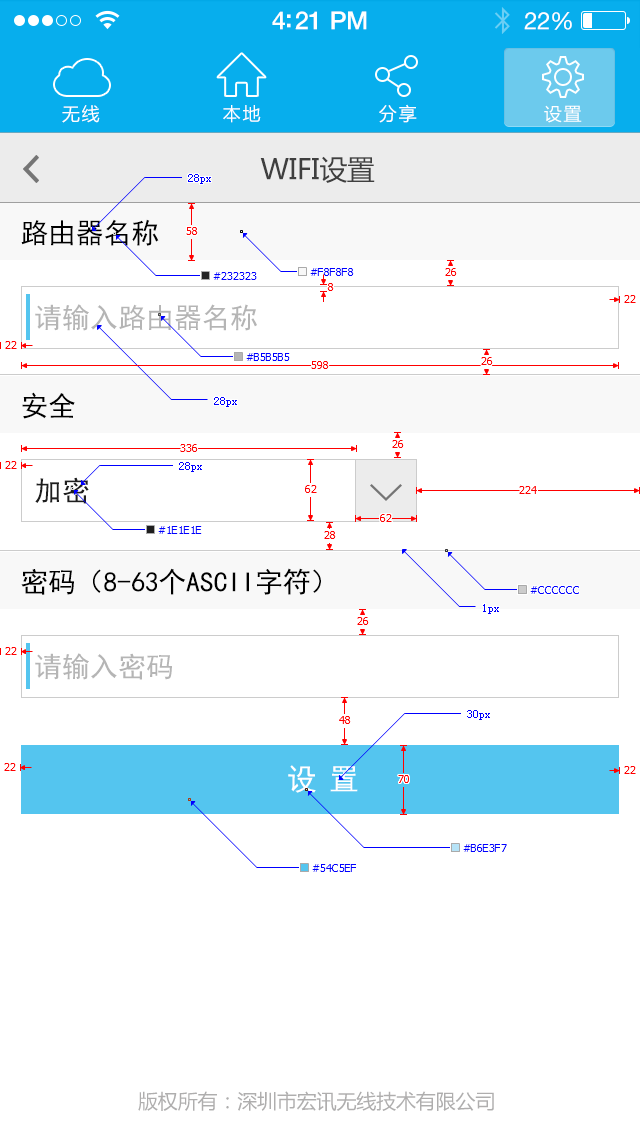 4:21 PM 22%
无线 本地 分享 设置
WIFI设置
28px
路由器名称 58
#232323 #F8F8F8 26
8
22
请输入路由器名称
22 #B5B5B5 26
598
28px
安全
336 26
22 28px
加密 62 224
62
#1E1E1E 28
密码（8-63个ASCII字符） #CCCCCC
1px
26
22
请输入密码
30px
48
22 设 置 70 22
#B6E3F7
#54C5EF
版权所有：深圳市宏讯无线技术有限公司